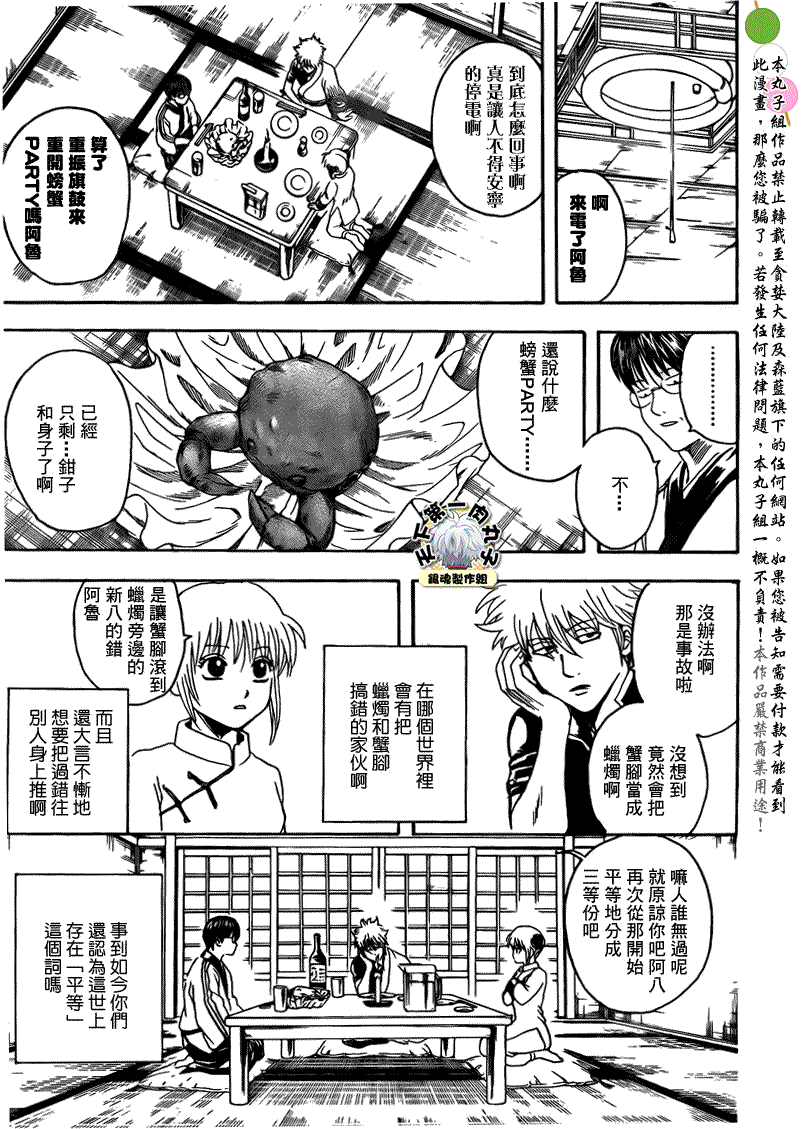 啊
來電了阿魯
到底怎麼回事啊
真是讓人不得安寧
的停電啊
算了
重振旗鼓來
重開螃蟹
PARTY嗎阿魯
…………
不…
還說什麼
螃蟹PARTY……
已經
只剩…鉗子
和身子了啊
天下第一肉丸子
銀魂製作組
沒辦法啊
那是事故啦
沒想到
竟然會把
蟹腳當成
蠟燭啊
在哪個世界裡
會有把
蠟燭和蟹腳
搞錯的家伙啊
是讓蟹腳滾到
蠟燭旁邊的
新八的錯
阿魯
而且
還大言不慚地
想要把過錯往
別人身上推啊
嘛人誰無過呢
就原諒你吧阿八
再次從那開始
平等地分成
三等份吧
事到如今你們
還認為這世上
存在「平等」
這個詞嗎
本丸子組作品禁止轉載至貪婪大陸及森藍旗下的任何網站。如果您被告知需要付款才能看到
此漫畫，那麼您被騙了。若發生任何法律問題，本丸子組一概不負責！本作品嚴禁商業用途！